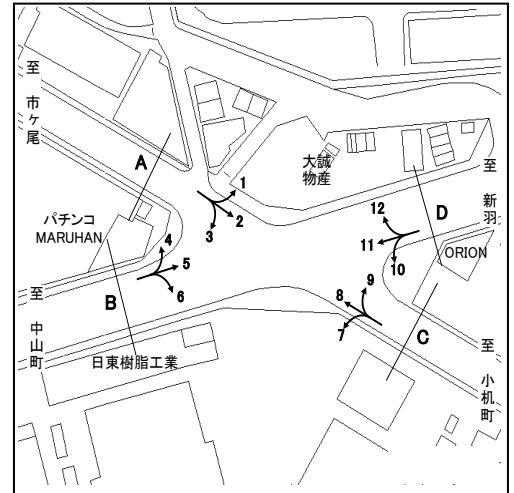 至
市
ケ
尾
A
大誠
物産
1
2
3
至
新
羽
D
12
11
10
ORION
パチンコ
MARUHAN
4
5
6
B
至
中
山
町
9
8
7
C
至
小
机
町
日東樹脂工業